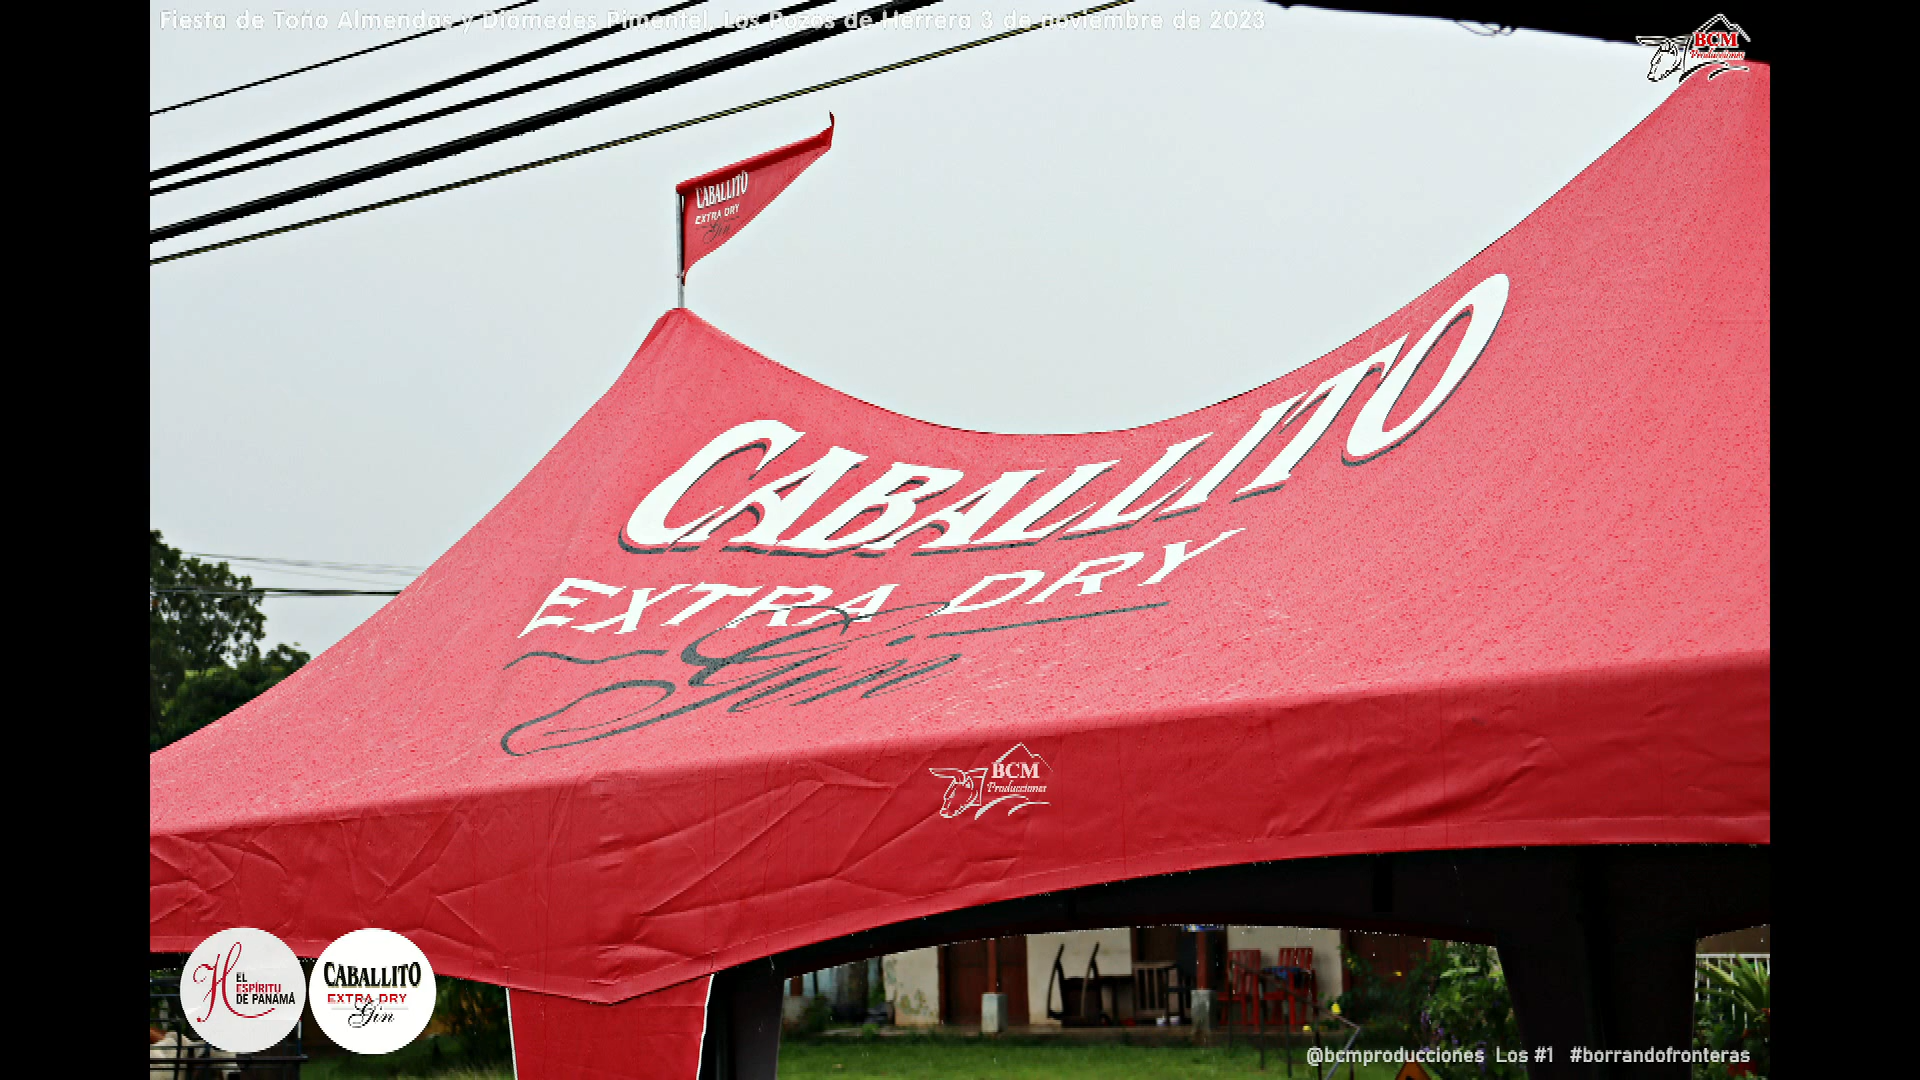 Fiesta de Toño Almendas y Diomedes Pimentel, Los Pozos de Herrera 3 de noviembre de 2023
BCM
Producciones
CABALLITO
EXTRA DRY
Gin
CABALLITO
EXTRA DRY
Gin
BCM
Producciones
H EL
ESPÍRITU
DE PANAMÁ
CABALLITO
EXTRA DRY
Gin
@bcmproducciones Los #1 #borrandofronteras